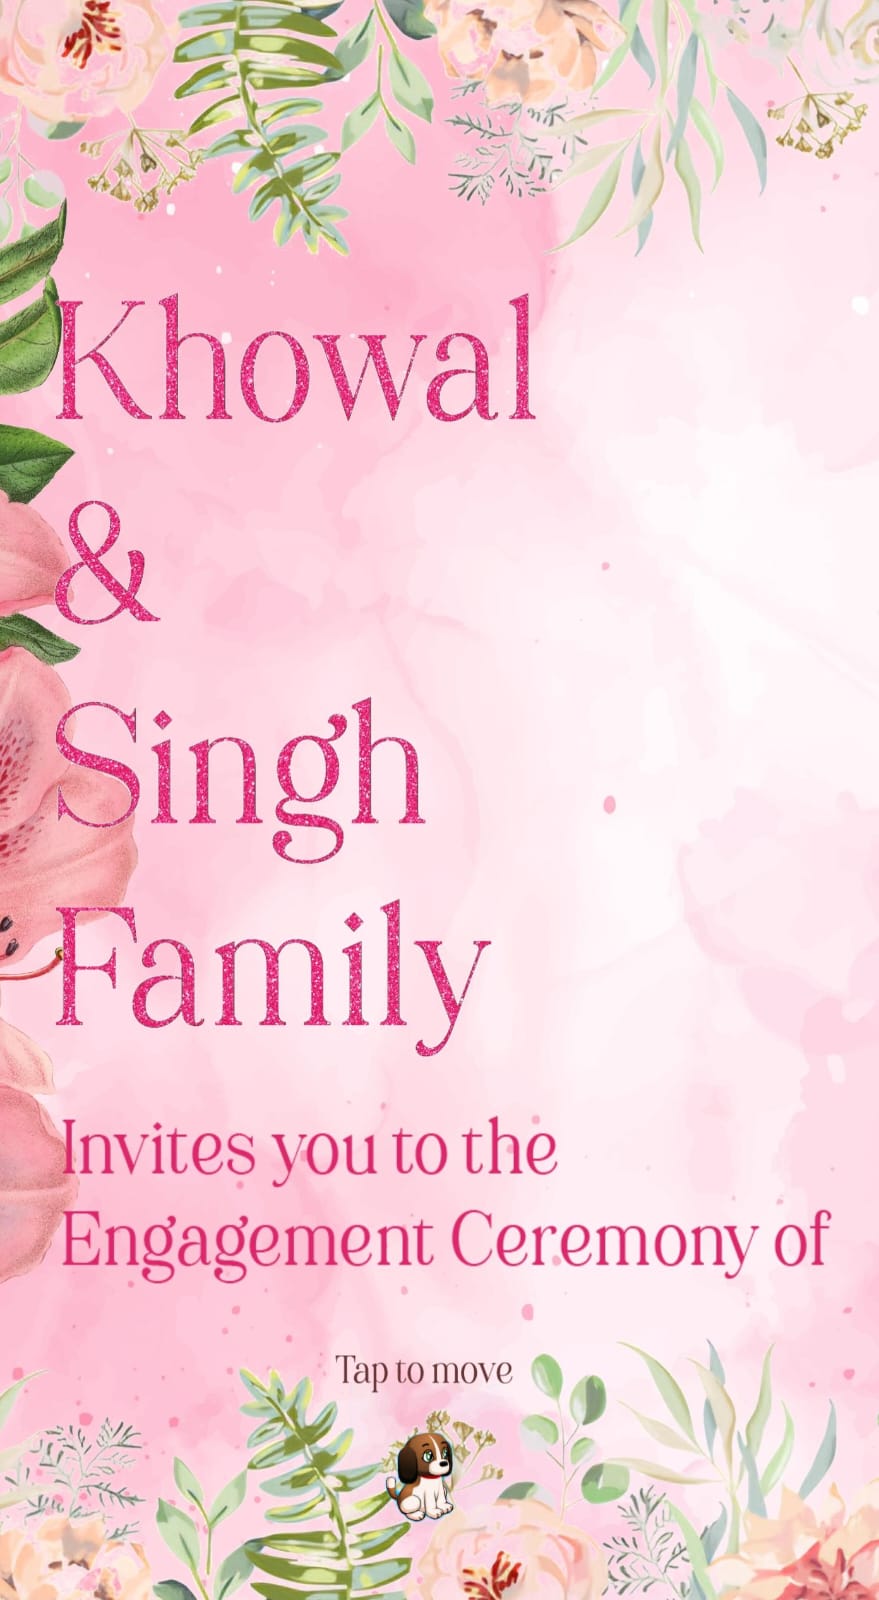 Khowal
&
Singh
Family
Invites you to the
Engagement Ceremony of
Tap to move